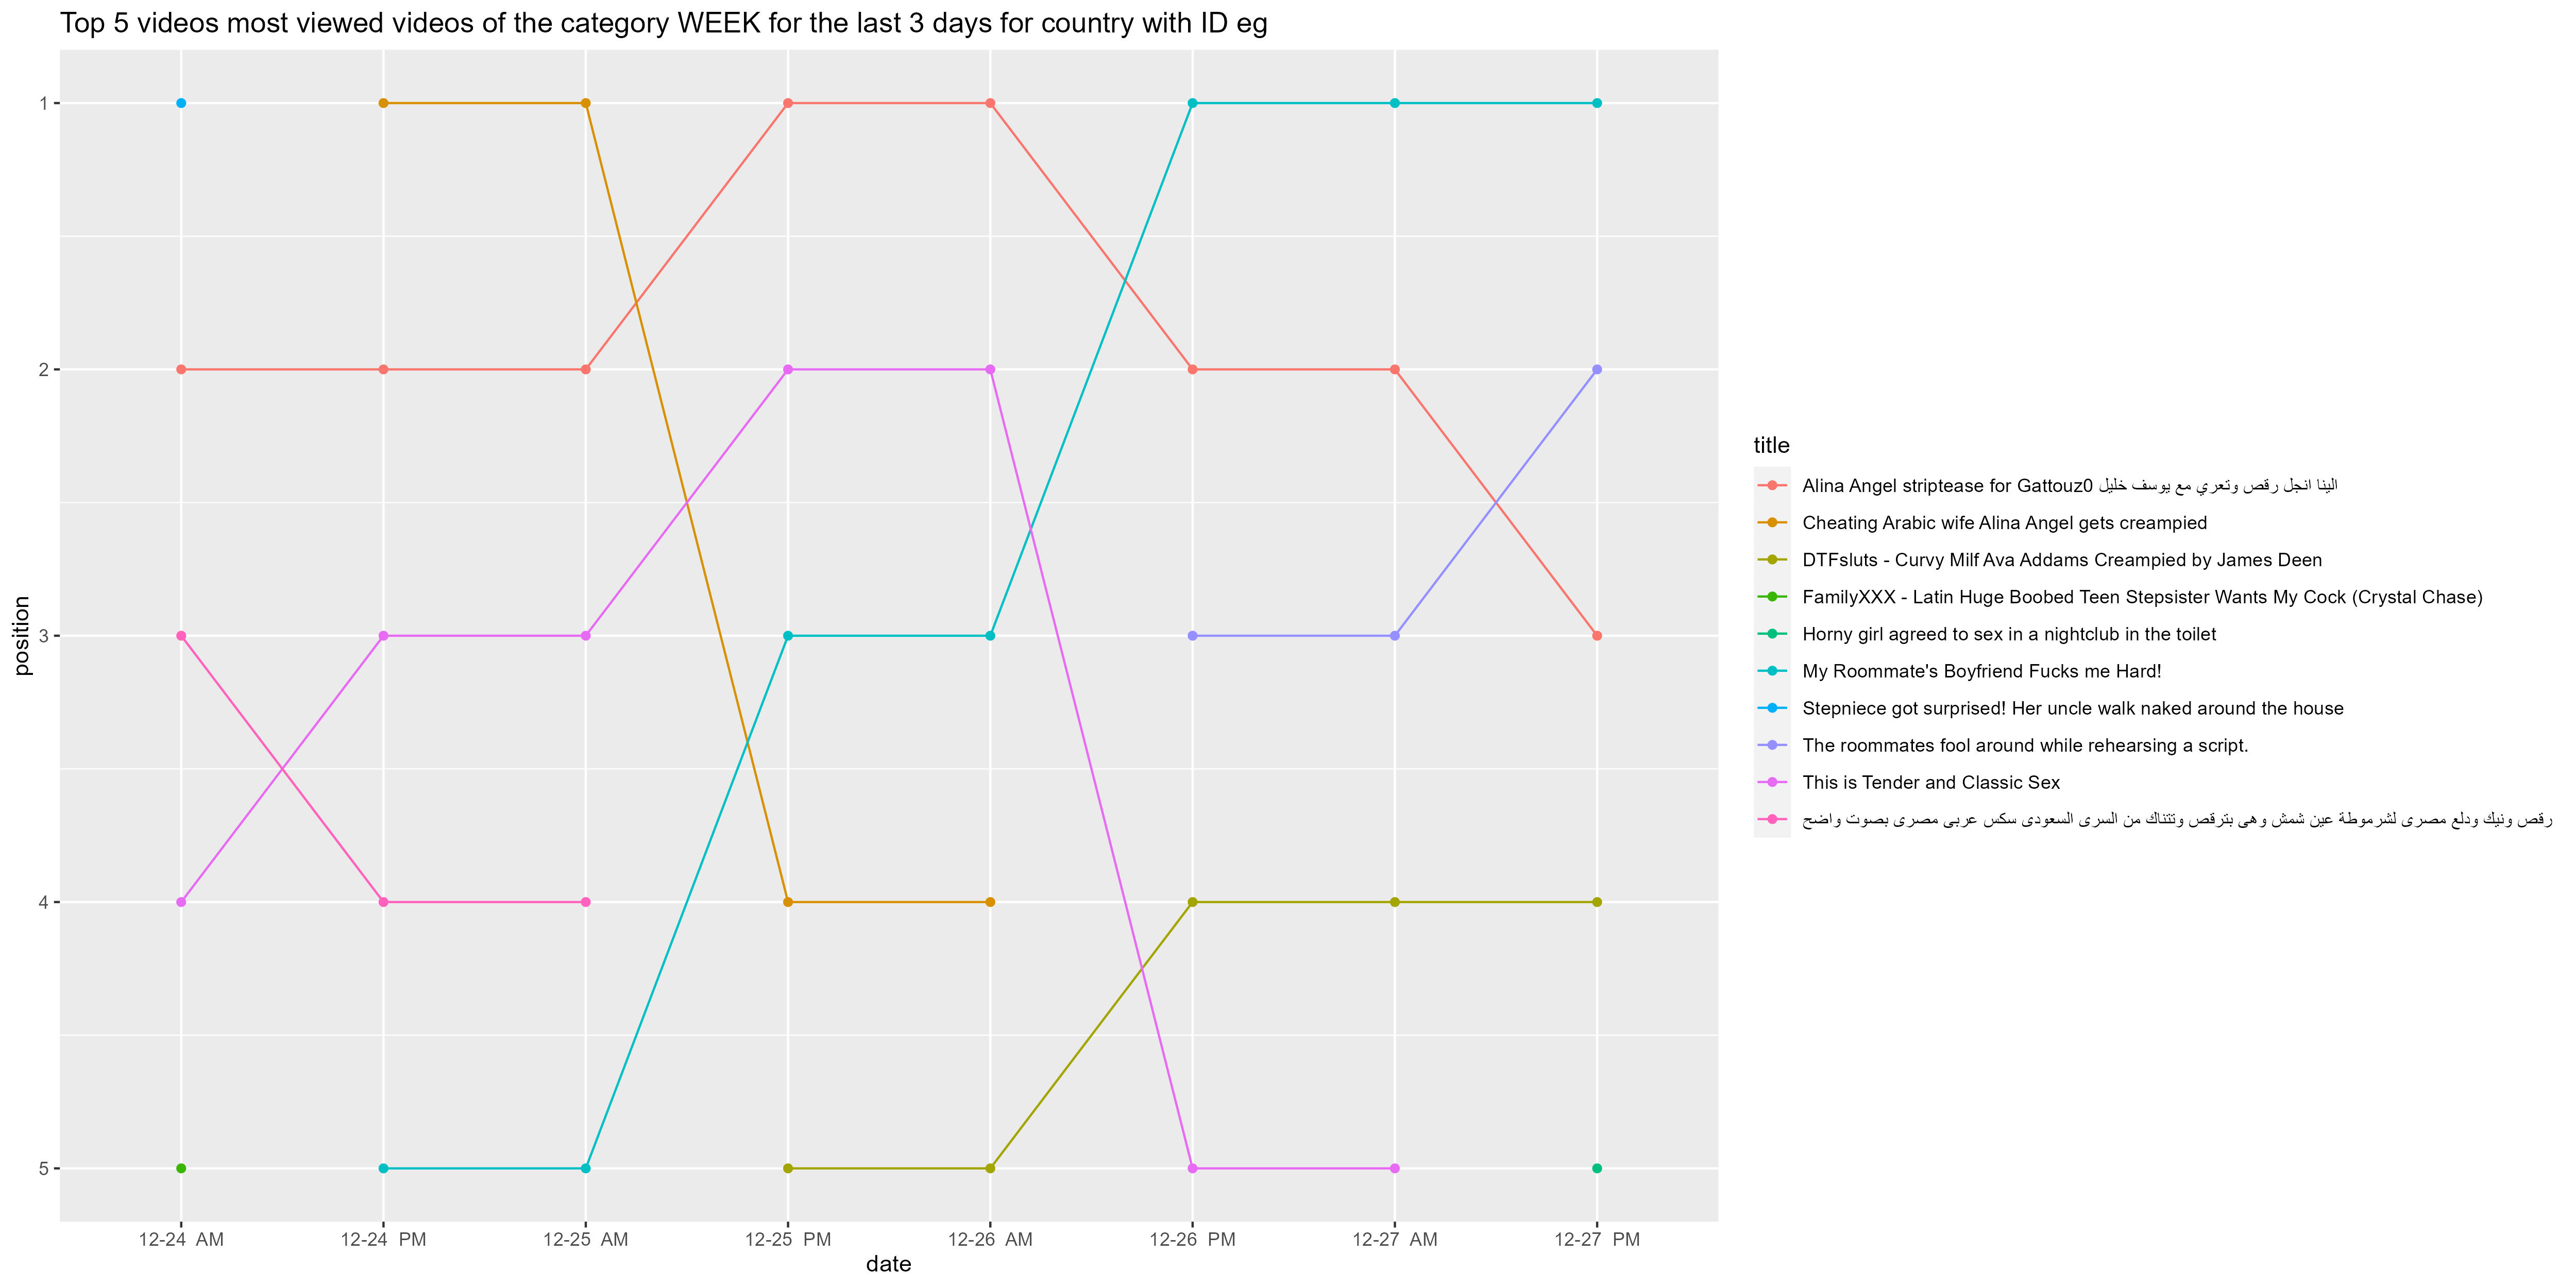 Top 5 videos most viewed videos of the category WEEK for the last 3 days for country with ID eg
position
1
2
3
4
5
12-24 AM
12-24 PM
12-25 AM
12-25 PM
12-26 AM
12-26 PM
12-27 AM
12-27 PM
date
title
Alina Angel striptease for Gattouz0 الينا انجل رقص وتعري مع يوسف خليل
Cheating Arabic wife Alina Angel gets creampied
DTFsluts - Curvy Milf Ava Addams Creampied by James Deen
FamilyXXX - Latin Huge Boobed Teen Stepsister Wants My Cock (Crystal Chase)
Horny girl agreed to sex in a nightclub in the toilet
My Roommate's Boyfriend Fucks me Hard!
Stepniece got surprised! Her uncle walk naked around the house
The roommates fool around while rehearsing a script.
This is Tender and Classic Sex
رقص ونيك ودلع مصرى لشرموطة عين شمش وهى بترقص وتتناك من السرى السعودى سكس عربى مصرى بصوت واضح